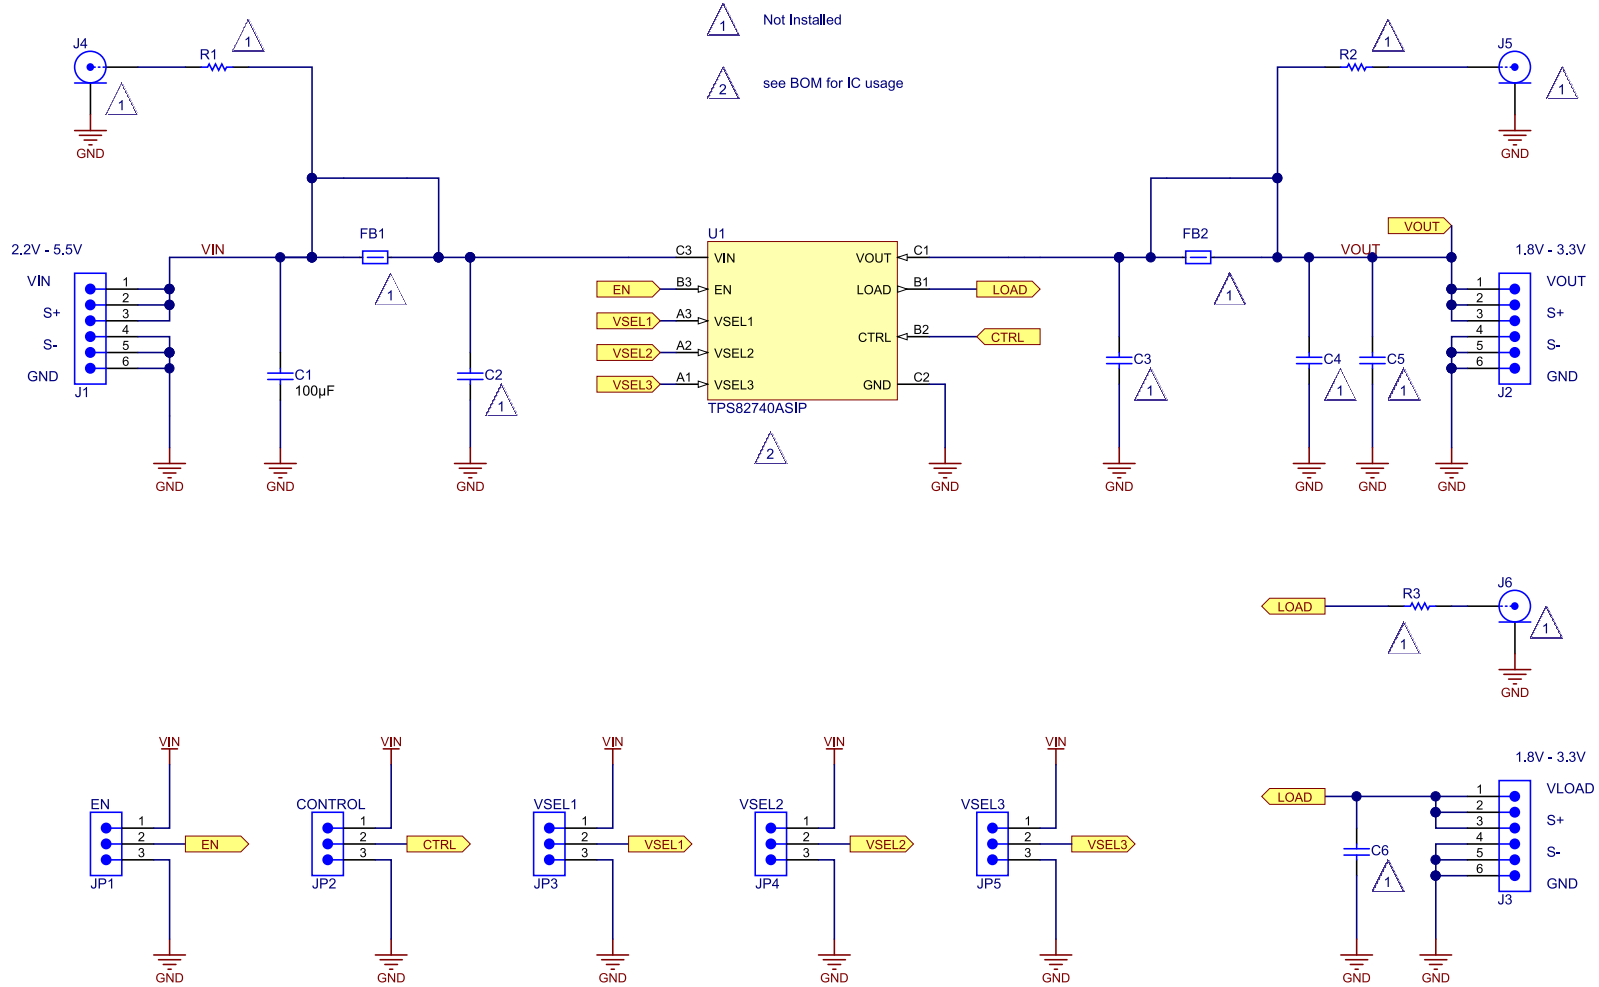 1 Not Installed
2 see BOM for IC usage
J4
R1
1
1
GND
R2
1
J5
1
GND
2.2V - 5.5V
VIN
FB1
1
VIN
S+
S-
GND
1
2
3
4
5
6
J1
GND
C1
100µF
GND
C2
1
GND
U1
C3 VIN
EN B3 EN
VSEL1 A3 VSEL1
VSEL2 A2 VSEL2
VSEL3 A1 VSEL3
VOUT C1
LOAD B1 LOAD
CTRL B2 CTRL
GND C2
TPS82740ASIP
2
GND
FB2
1
C3
1
GND
C4
1
GND
C5
1
GND
VOUT
VOUT
1.8V - 3.3V
1
2
3
4
5
6
VOUT
S+
S-
GND
J2
GND
LOAD
R3
1
J6
1
GND
VIN
EN
1
2
3
EN
JP1
GND
VIN
CONTROL
1
2
3
CTRL
JP2
GND
VIN
VSEL1
1
2
3
VSEL1
JP3
GND
VIN
VSEL2
1
2
3
VSEL2
JP4
GND
VIN
VSEL3
1
2
3
VSEL3
JP5
GND
1.8V - 3.3V
LOAD
C6
1
GND
1
2
3
4
5
6
VLOAD
S+
S-
GND
J3
GND